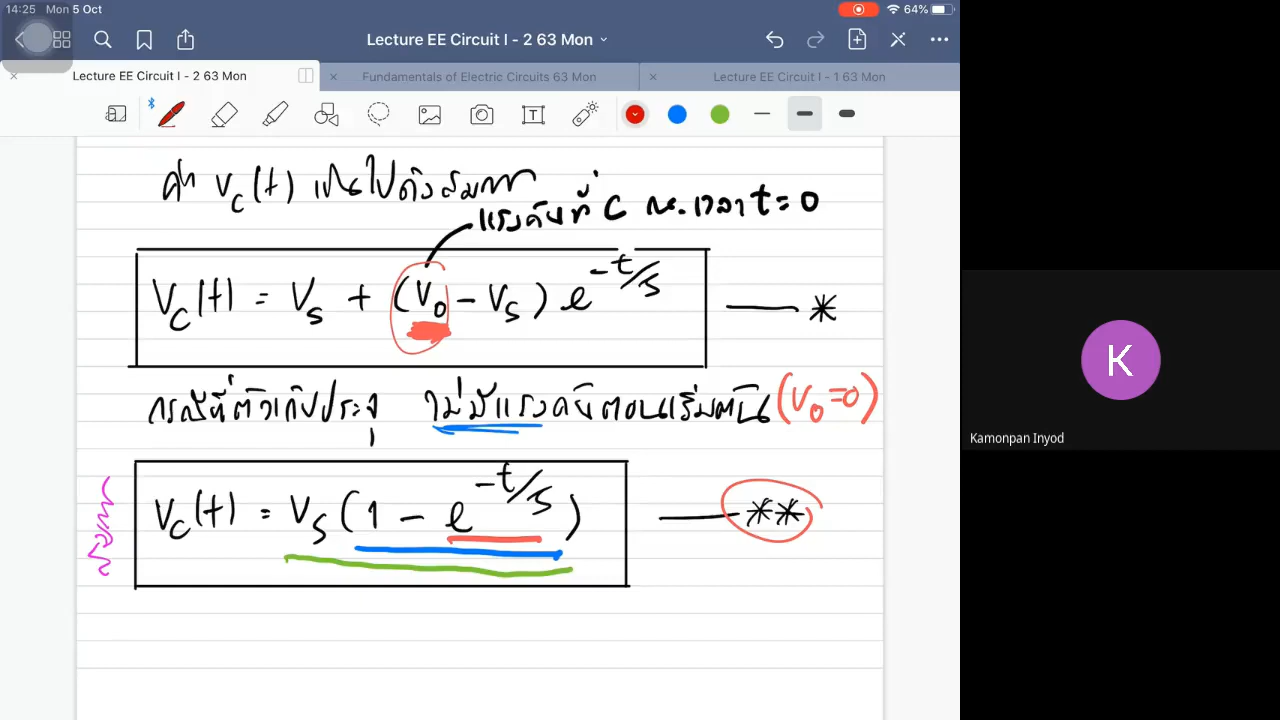 14:25 Mon 5 Oct
64%
Lecture EE Circuit I - 2 63 Mon
Lecture EE Circuit I - 2 63 Mon
Fundamentals of Electric Circuits 63 Mon
Lecture EE Circuit I - 1 63 Mon
ค่า Vc(t) เป็นไปดังสมการ
แรงดันที่ C ณ เวลา t = 0
Vc(t) = Vs + (V0 - Vs) e^-t/τ — *
กรณีที่ตัวเก็บประจุ ไม่มีแรงดันตอนเริ่มต้น (V0=0)
Vc(t) = Vs (1 - e^-t/τ) — **
K
Kamonpan Inyod